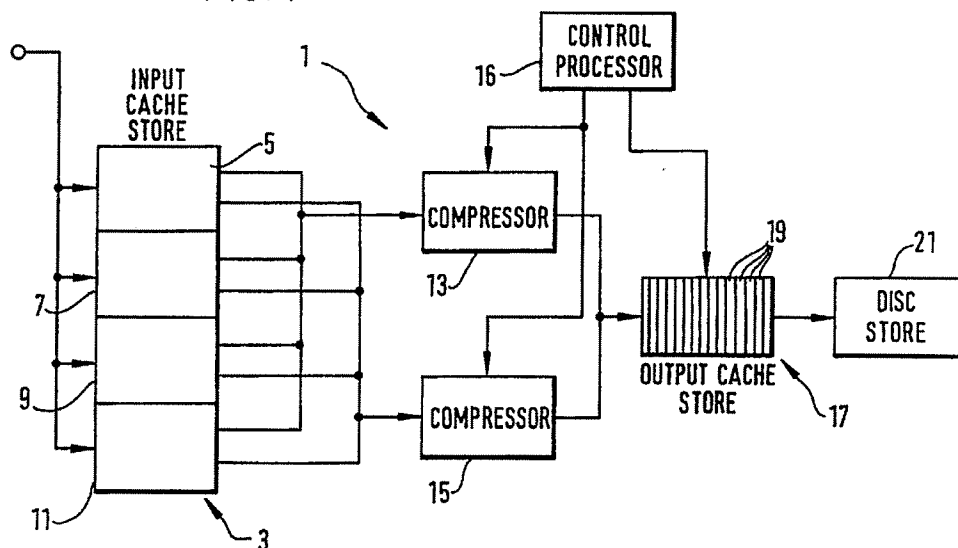 1
CONTROL
PROCESSOR
16
INPUT
CACHE
STORE
5
COMPRESSOR
13
19
21
DISC
STORE
7
9
OUTPUT CACHE
STORE
17
COMPRESSOR
15
11
3